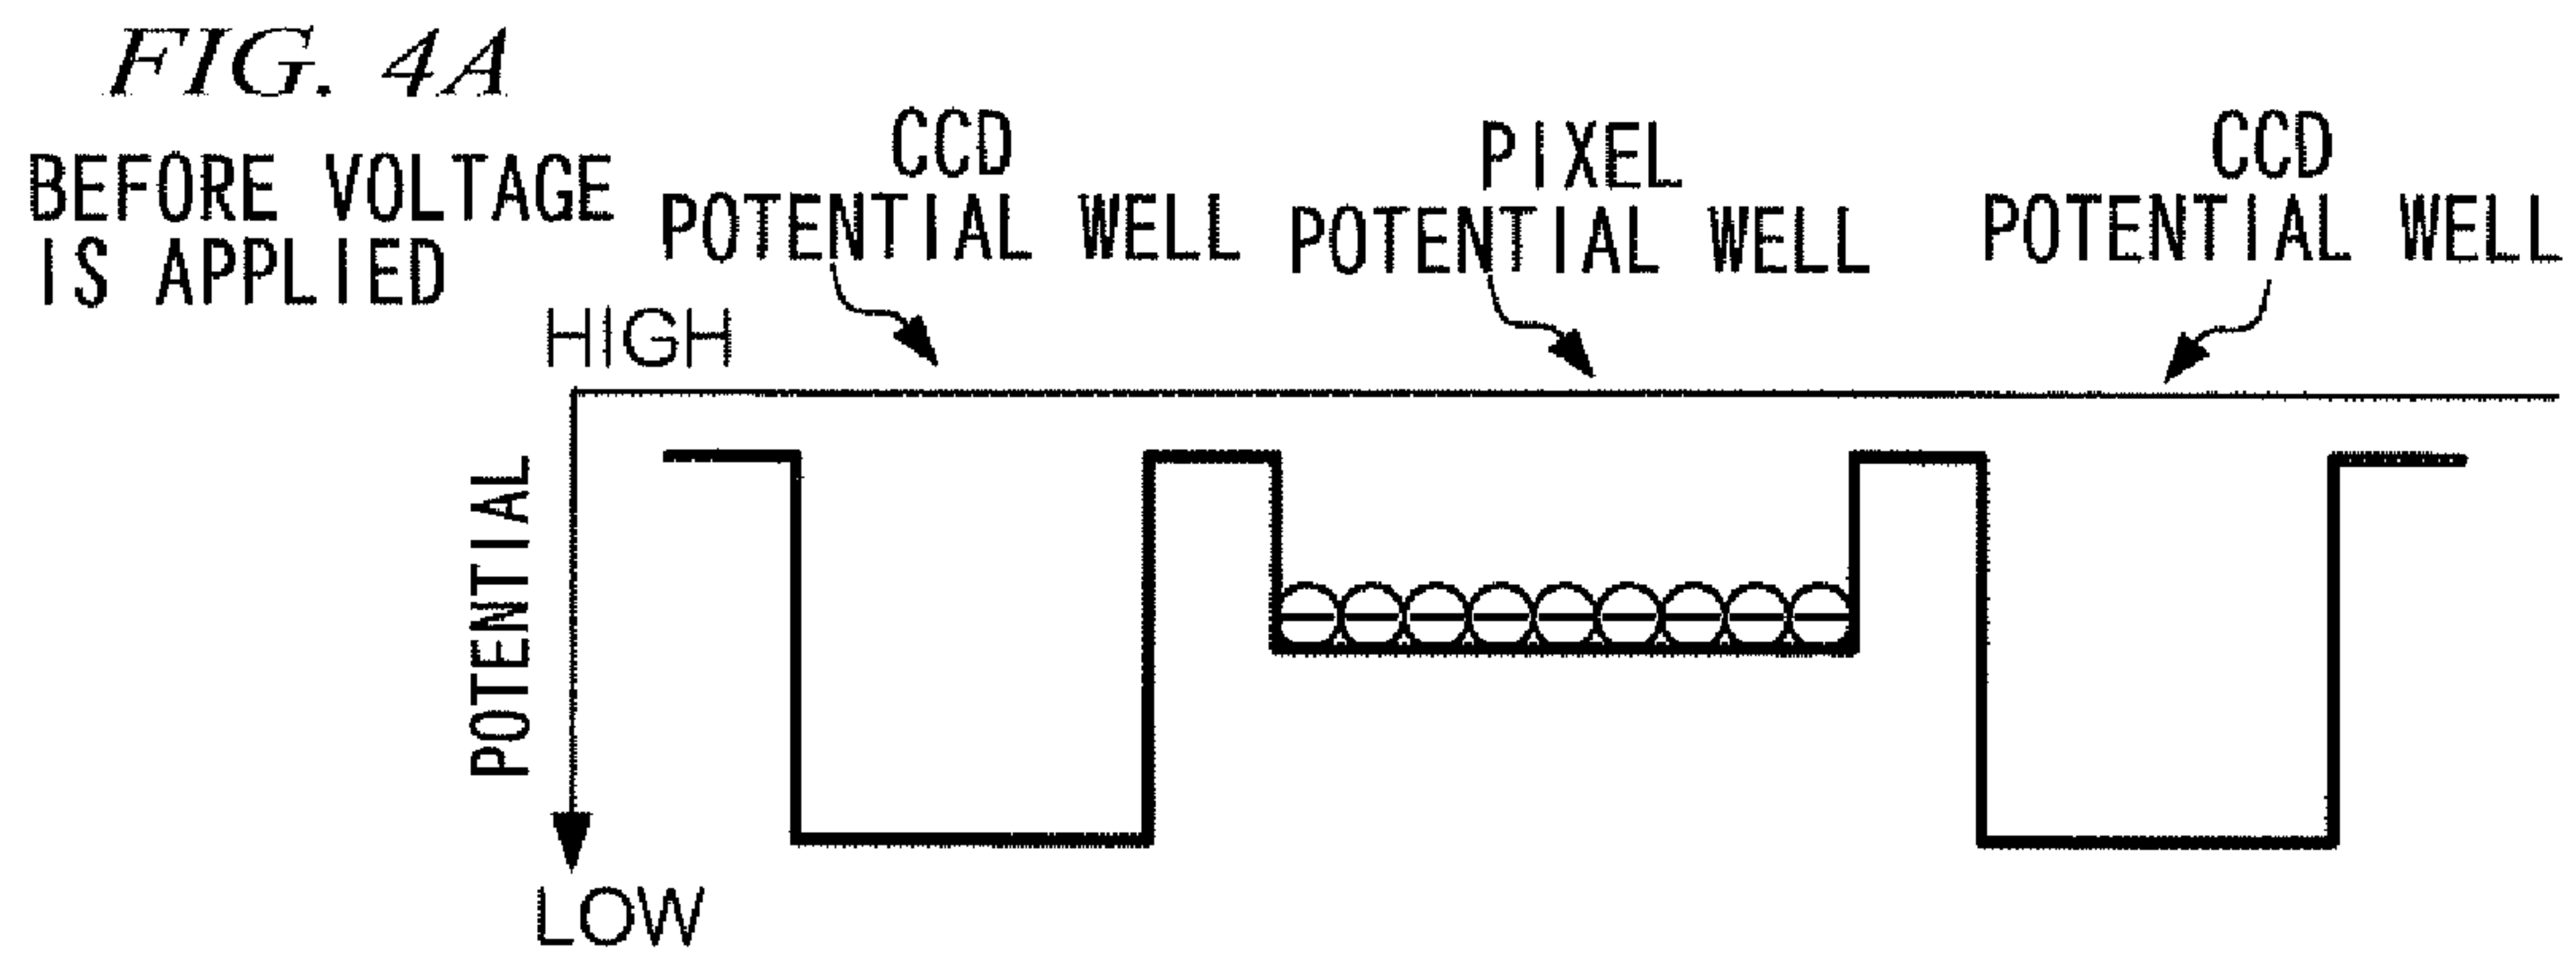 FIG. 4A
BEFORE VOLTAGE
IS APPLIED
CCD
POTENTIAL WELL
PIXEL
POTENTIAL WELL
CCD
POTENTIAL WELL
HIGH
POTENTIAL
LOW